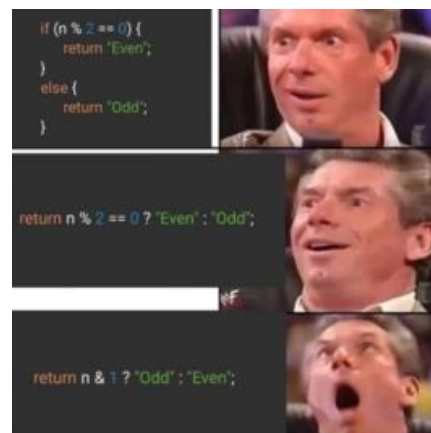 if (n % 2 == 0) {
return "Even";
}
else {
return "Odd";
}
return n % 2 == 0 ? "Even" : "Odd";
return n & 1 ? "Odd" : "Even";